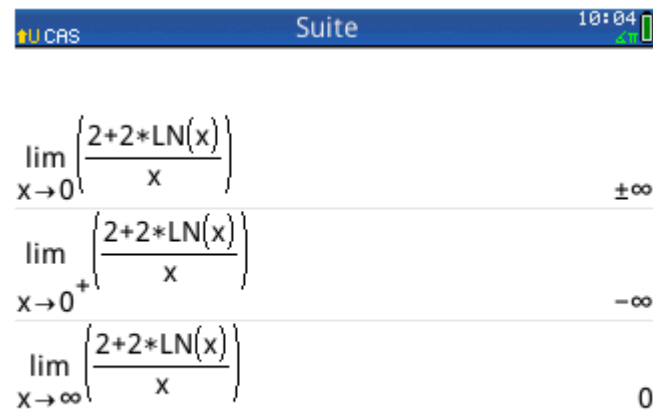 ↑U CAS Suite 10:04
∡π
lim (2+2*LN(x) / x)
x→0
±∞
lim (2+2*LN(x) / x)
x→0+
-∞
lim (2+2*LN(x) / x)
x→∞
0